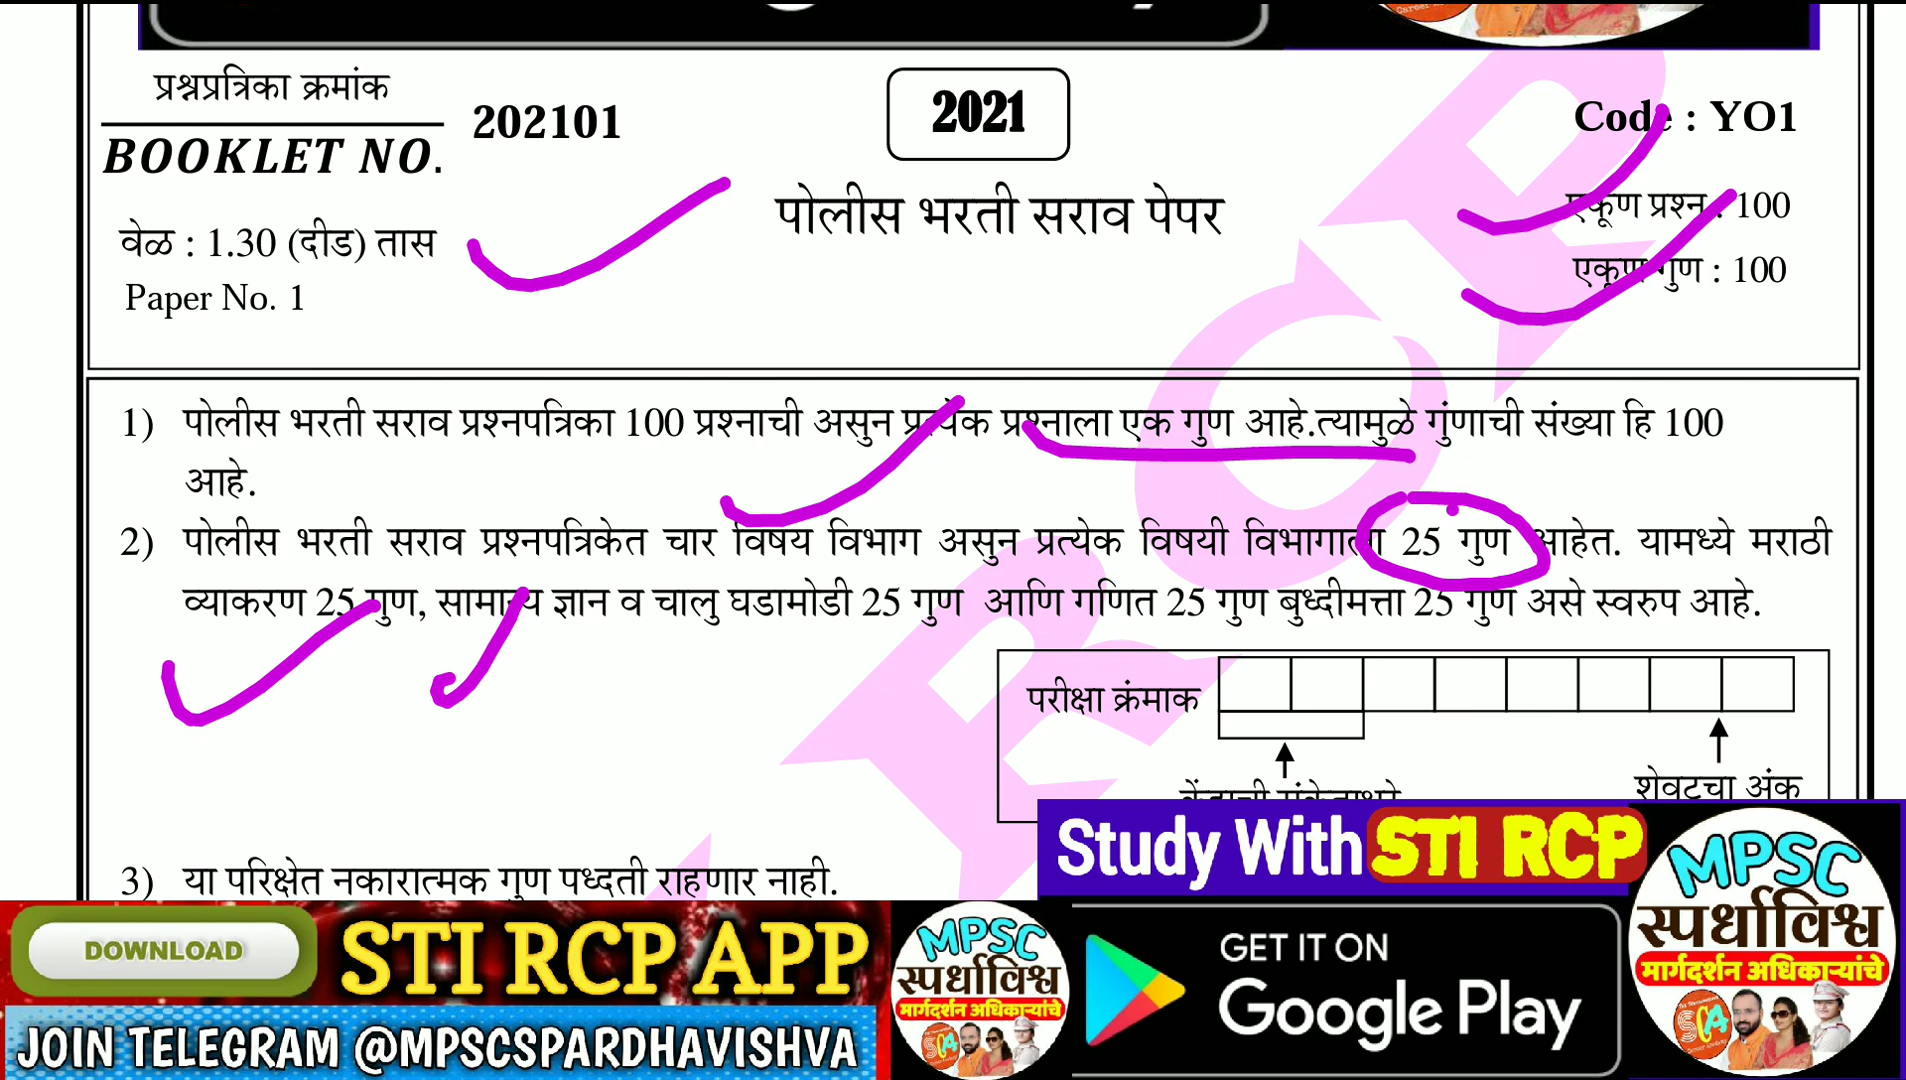 प्रश्नप्रत्रिका क्रमांक
BOOKLET NO. 202101
2021
Code : YO1
पोलीस भरती सराव पेपर
एकूण प्रश्न : 100
वेळ : 1.30 (दीड) तास
एकूण गुण : 100
Paper No. 1
1) पोलीस भरती सराव प्रश्नपत्रिका 100 प्रश्नाची असुन प्रत्येक प्रश्नाला एक गुण आहे.त्यामुळे गुंणाची संख्या हि 100
आहे.
2) पोलीस भरती सराव प्रश्नपत्रिकेत चार विषय विभाग असुन प्रत्येक विषयी विभागाला 25 गुण आहेत. यामध्ये मराठी
व्याकरण 25 गुण, सामान्य ज्ञान व चालु घडामोडी 25 गुण आणि गणित 25 गुण बुध्दीमत्ता 25 गुण असे स्वरुप आहे.
परीक्षा क्रंमाक
शेवटचा अंक
3) या परिक्षेत नकारात्मक गुण पध्दती राहणार नाही.
Study With STI RCP
MPSC
स्पर्धाविश्व
मार्गदर्शन अधिकाऱ्यांचे
DOWNLOAD
STI RCP APP
MPSC
स्पर्धाविश्व
मार्गदर्शन अधिकाऱ्यांचे
GET IT ON
Google Play
JOIN TELEGRAM @MPSCSPARDHAVISHVA
RCP